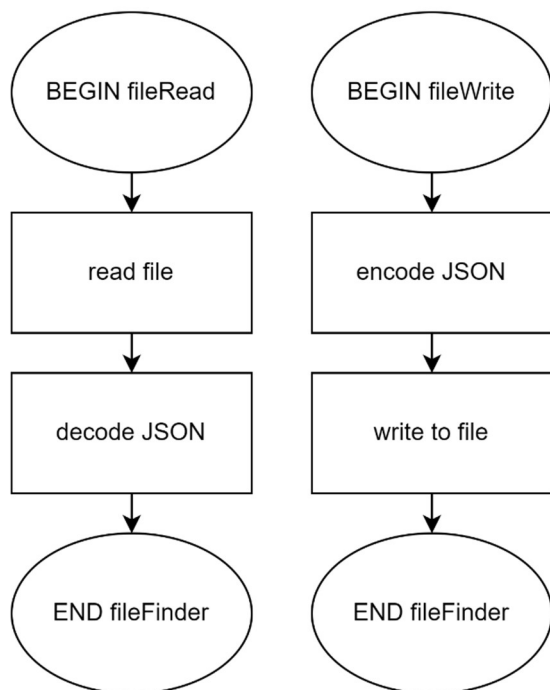 BEGIN fileRead
read file
decode JSON
END fileFinder
BEGIN fileWrite
encode JSON
write to file
END fileFinder